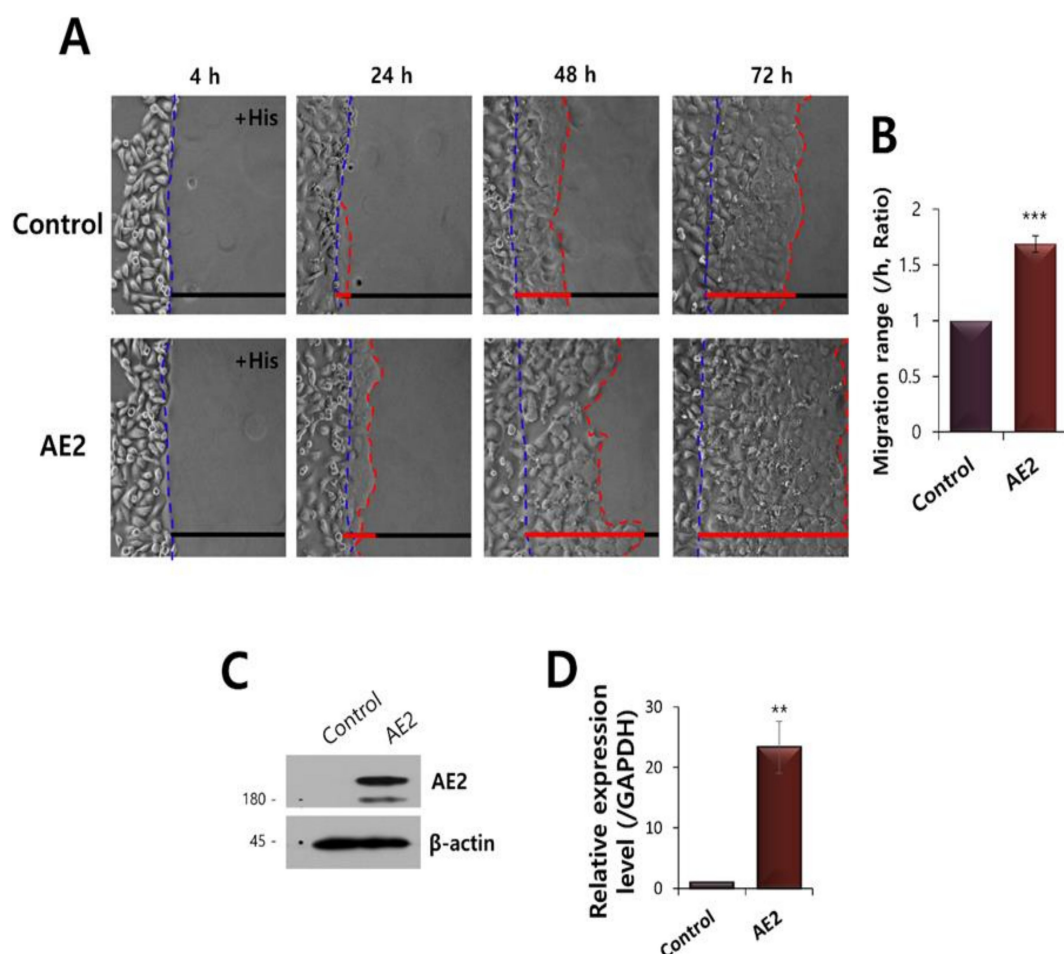 A
4 h
24 h
48 h
72 h
Control
+His
AE2
+His
B
Migration range (/h, Ratio)
2
1.5
1
0.5
0
***
Control
AE2
C
Control
AE2
180 -
AE2
45 -
β-actin
D
Relative expression
level (/GAPDH)
30
20
10
0
**
Control
AE2